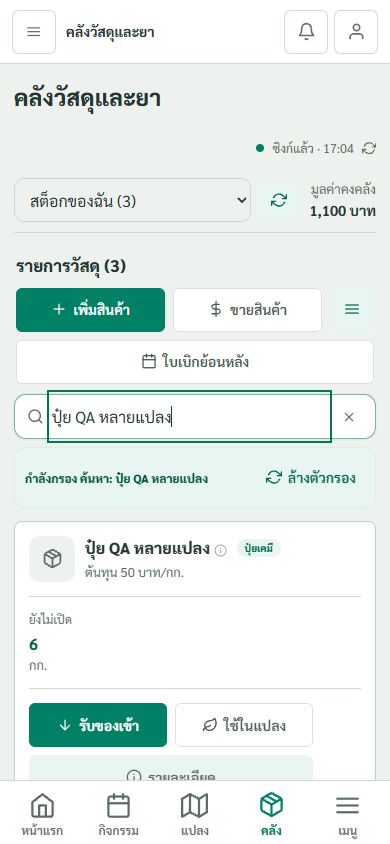 คลังวัสดุและยา
คลังวัสดุและยา
ซิงก์แล้ว · 17:04
สต็อกของฉัน (3)
มูลค่าคงคลัง
1,100 บาท
รายการวัสดุ (3)
เพิ่มสินค้า
ขายสินค้า
ใบเบิกย้อนหลัง
ปุ๋ย QA หลายแปลง
กำลังกรอง ค้นหา: ปุ๋ย QA หลายแปลง
ล้างตัวกรอง
ปุ๋ย QA หลายแปลง
ปุ๋ยเคมี
ต้นทุน 50 บาท/กก.
ยังไม่เปิด
6
กก.
รับของเข้า
ใช้ในแปลง
รายละเอียด
หน้าแรก
กิจกรรม
แปลง
คลัง
เมนู